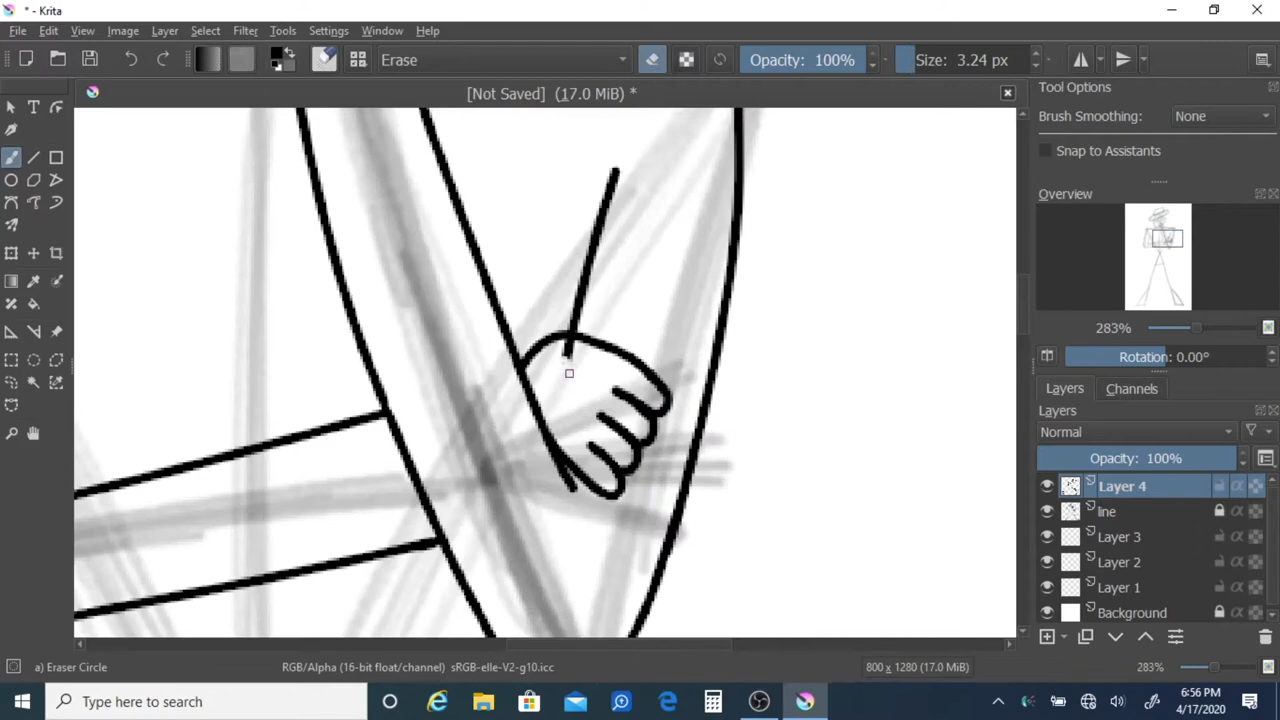 * - Krita
File Edit View Image Layer Select Filter Tools Settings Window Help
Erase
Opacity: 100%
Size: 3.24 px
[Not Saved] (17.0 MiB) *
Tool Options
Brush Smoothing: None
Snap to Assistants
Overview
283%
Rotation: 0.00°
Layers Channels
Layers
Normal
Opacity: 100%
Layer 4
line
Layer 3
Layer 2
Layer 1
Background
a) Eraser Circle
RGB/Alpha (16-bit float/channel) sRGB-elle-V2-g10.icc
800 x 1280 (17.0 MiB)
283%
Type here to search
6:56 PM
4/17/2020